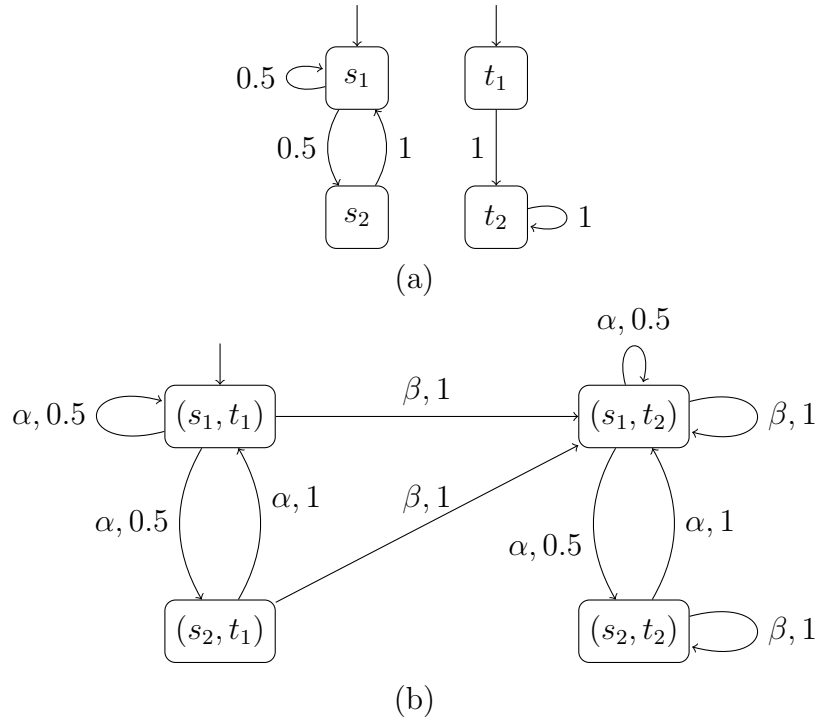 0.5 s₁ t₁
0.5 1 1
s₂ t₂ 1
(a)
α, 0.5
α, 0.5 (s₁, t₁) β, 1 (s₁, t₂) β, 1
α, 0.5 α, 1 β, 1 α, 0.5 α, 1
(s₂, t₁) (s₂, t₂) β, 1
(b)